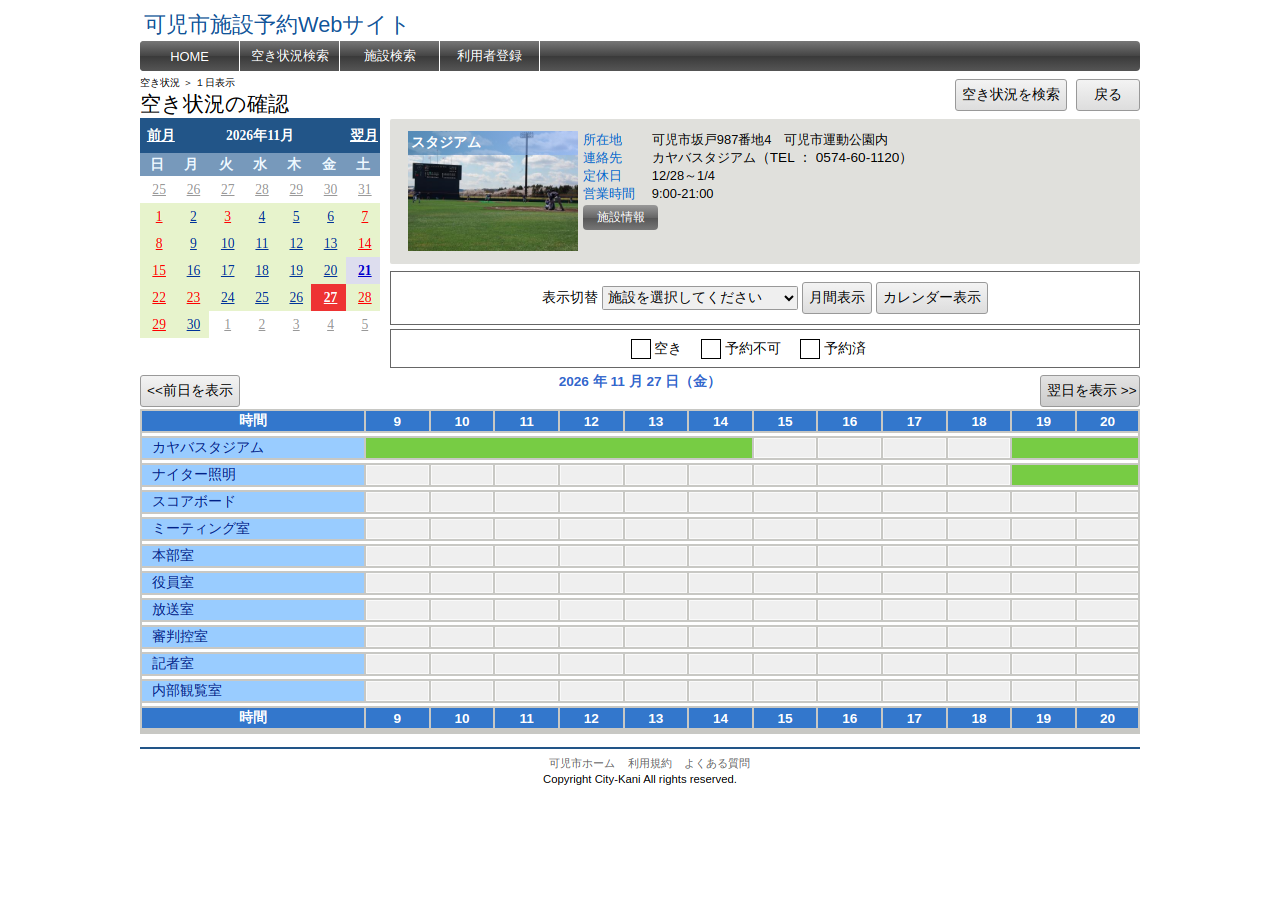 可児市施設予約Webサイト
HOME 空き状況検索 施設検索 利用者登録
空き状況 ＞ １日表示
空き状況の確認
空き状況を検索 戻る
前月 2026年11月 翌月
日 月 火 水 木 金 土
25 26 27 28 29 30 31
1 2 3 4 5 6 7
8 9 10 11 12 13 14
15 16 17 18 19 20 21
22 23 24 25 26 27 28
29 30 1 2 3 4 5
スタジアム
所在地 可児市坂戸987番地4　可児市運動公園内
連絡先 カヤバスタジアム（TEL ： 0574-60-1120）
定休日 12/28～1/4
営業時間 9:00-21:00
施設情報
表示切替 施設を選択してください 月間表示 カレンダー表示
空き 予約不可 予約済
<<前日を表示 2026 年 11 月 27 日（金） 翌日を表示 >>
時間 9 10 11 12 13 14 15 16 17 18 19 20
カヤバスタジアム
ナイター照明
スコアボード
ミーティング室
本部室
役員室
放送室
審判控室
記者室
内部観覧室
時間 9 10 11 12 13 14 15 16 17 18 19 20
可児市ホーム 利用規約 よくある質問
Copyright City-Kani All rights reserved.